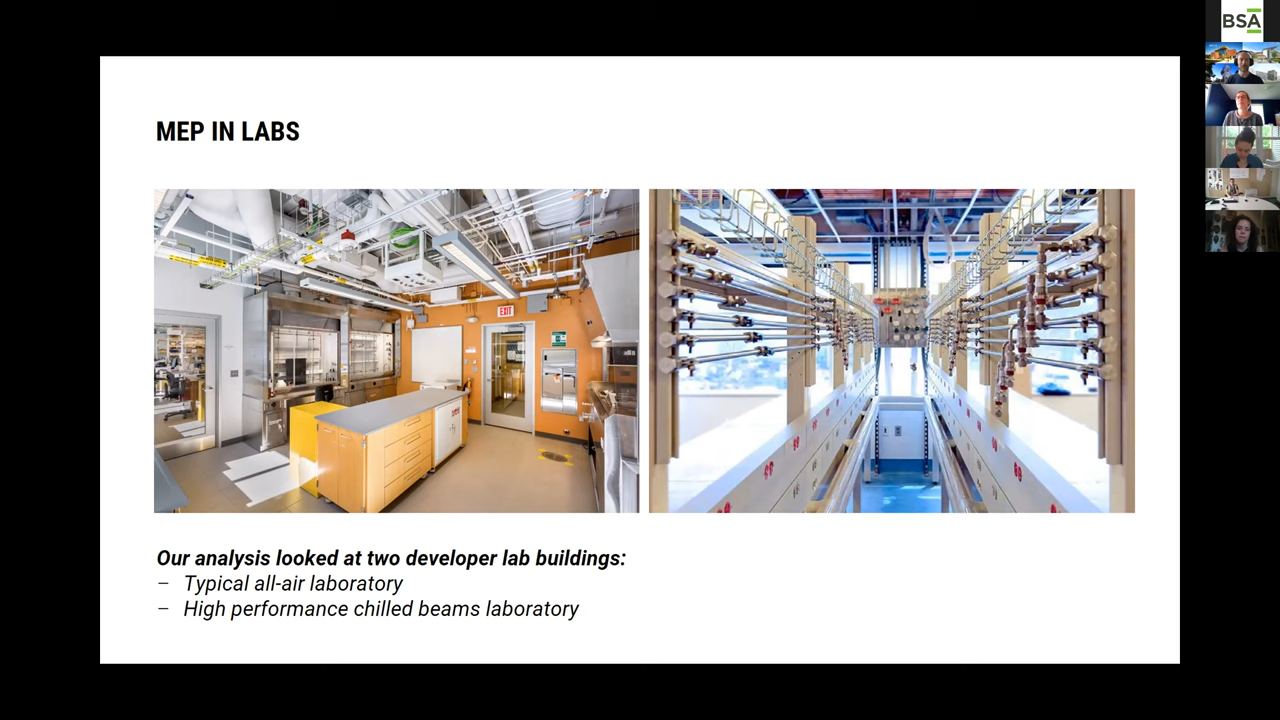 BSA
MEP IN LABS
EXIT
Our analysis looked at two developer lab buildings:
– Typical all-air laboratory
– High performance chilled beams laboratory